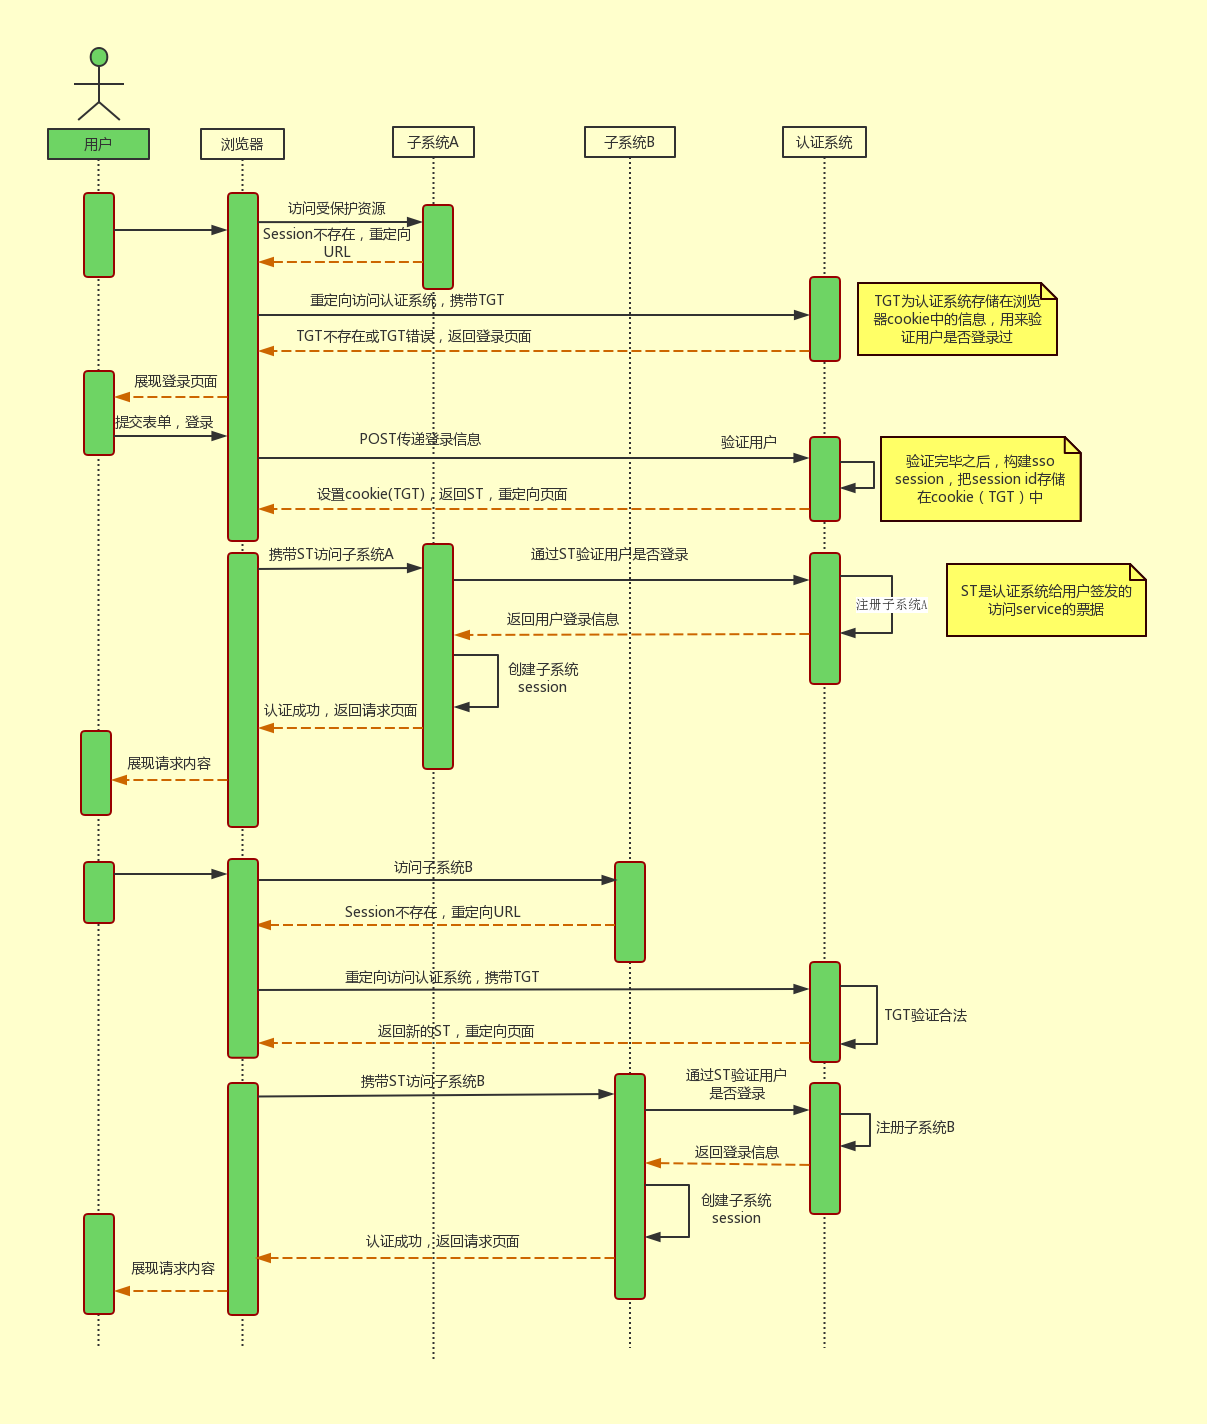 用户
浏览器
子系统A
子系统B
认证系统
访问受保护资源
Session不存在，重定向
URL
重定向访问认证系统，携带TGT
TGT为认证系统存储在浏览
器cookie中的信息，用来验
证用户是否登录过
TGT不存在或TGT错误，返回登录页面
展现登录页面
提交表单，登录
POST传递登录信息
验证用户
验证完毕之后，构建sso
session，把session id存储
在cookie（TGT）中
设置cookie(TGT)，返回ST，重定向页面
携带ST访问子系统A
通过ST验证用户是否登录
注册子系统A
ST是认证系统给用户签发的
访问service的票据
返回用户登录信息
创建子系统
session
认证成功，返回请求页面
展现请求内容
访问子系统B
Session不存在，重定向URL
重定向访问认证系统，携带TGT
TGT验证合法
返回新的ST，重定向页面
携带ST访问子系统B
通过ST验证用户
是否登录
注册子系统B
返回登录信息
创建子系统
session
认证成功，返回请求页面
展现请求内容